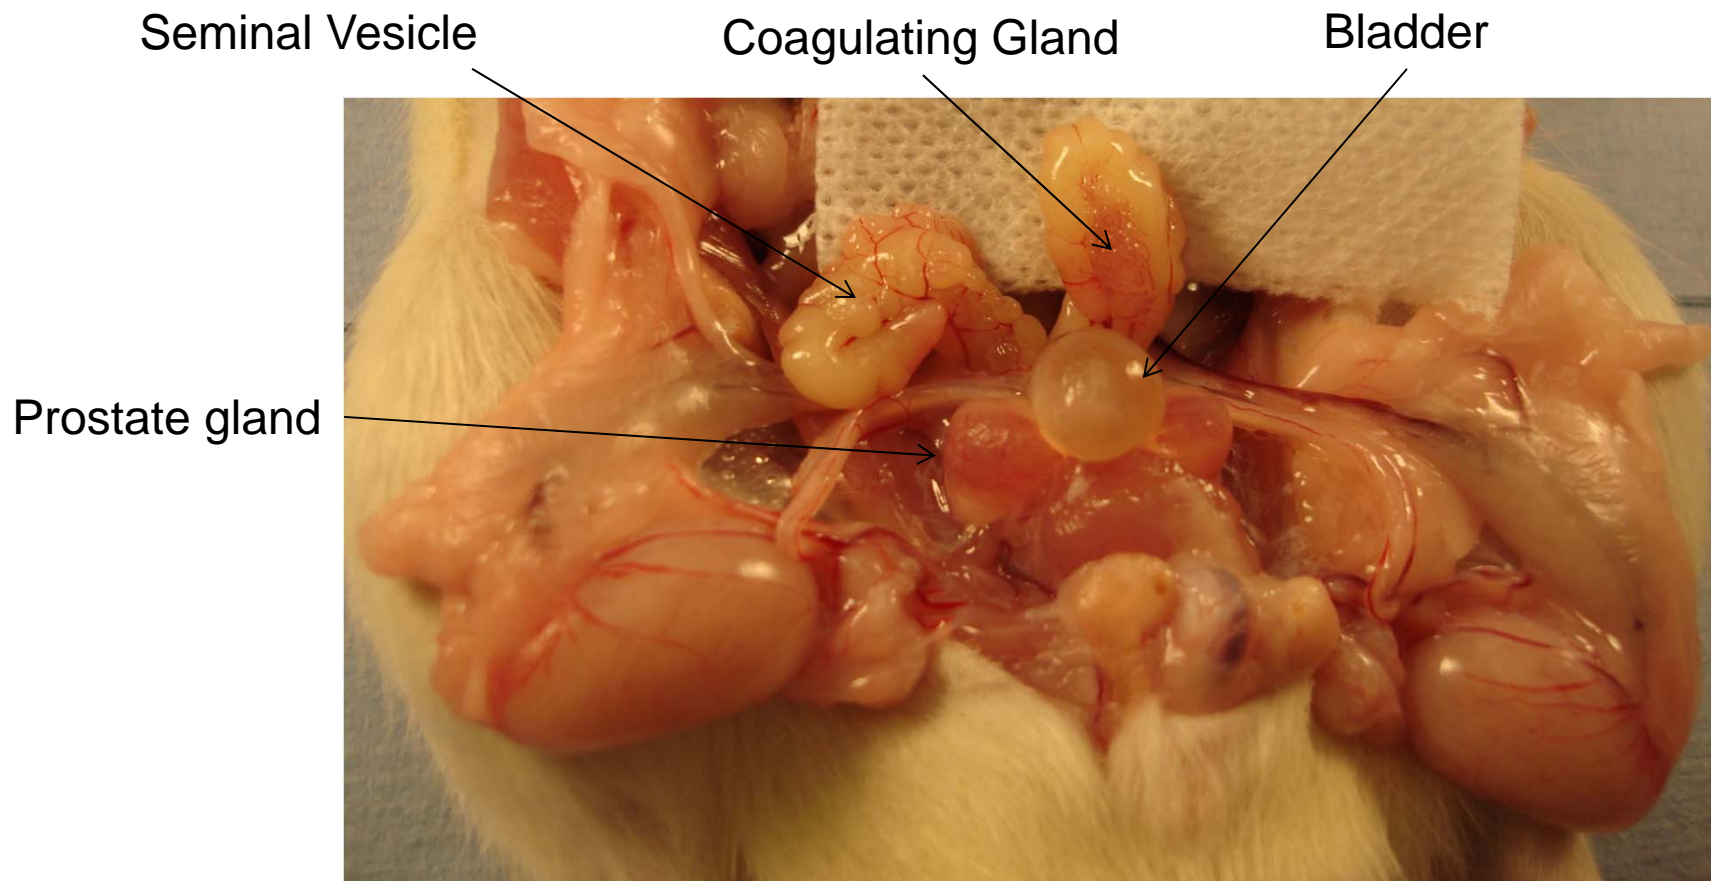 Seminal Vesicle
Coagulating Gland
Bladder
Prostate gland